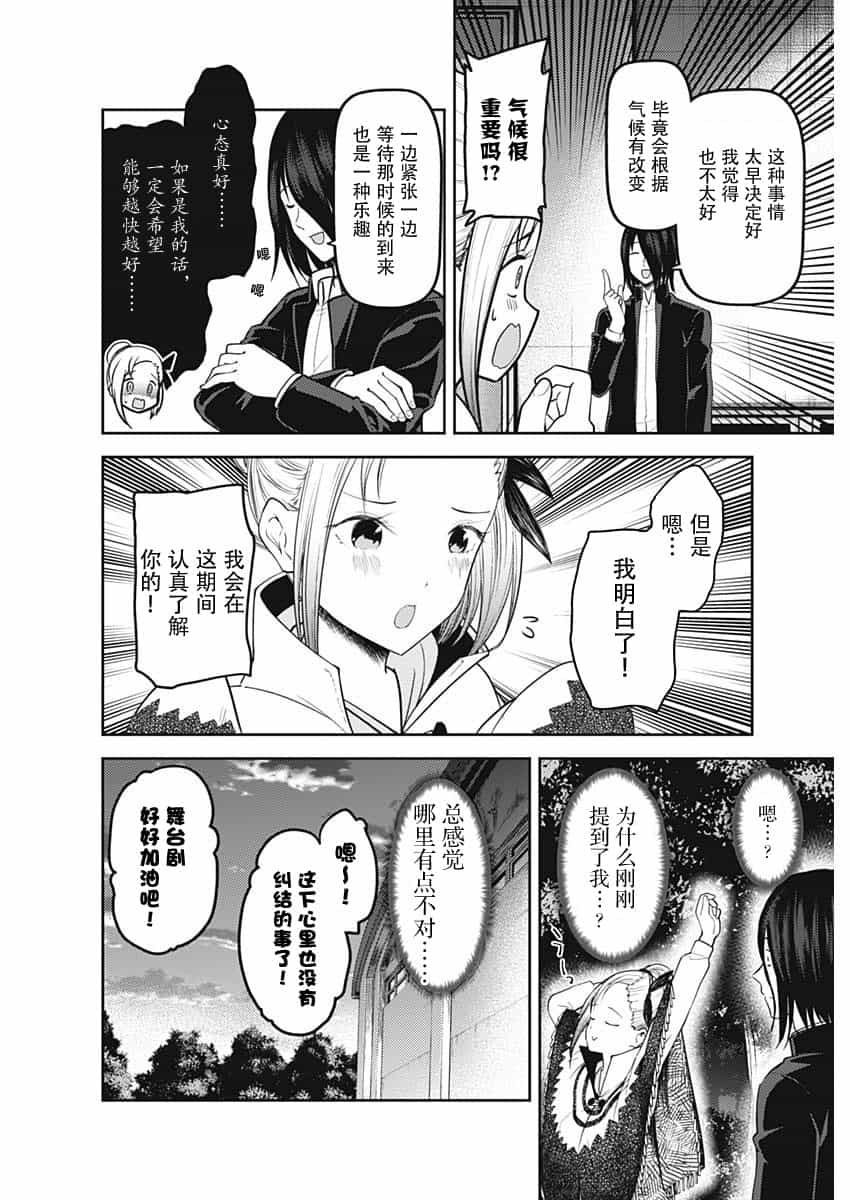 这种事情
太早决定好
我觉得
也不太好
毕竟会根据
气候有改变
气候很
重要吗!?
一边紧张一边
等待那时候的到来
也是一种乐趣
嗯
嗯
心态真好……
如果是我的话，
一定会希望
能够越快越好……
但是
嗯…
我明白了！
我会在
这期间
认真了解
你的！
嗯…?
为什么刚刚
提到了我…?
总感觉
哪里有点
不对……
嗯～！
这下心里也没有
纠结的事了！
舞台剧
好好加油吧！